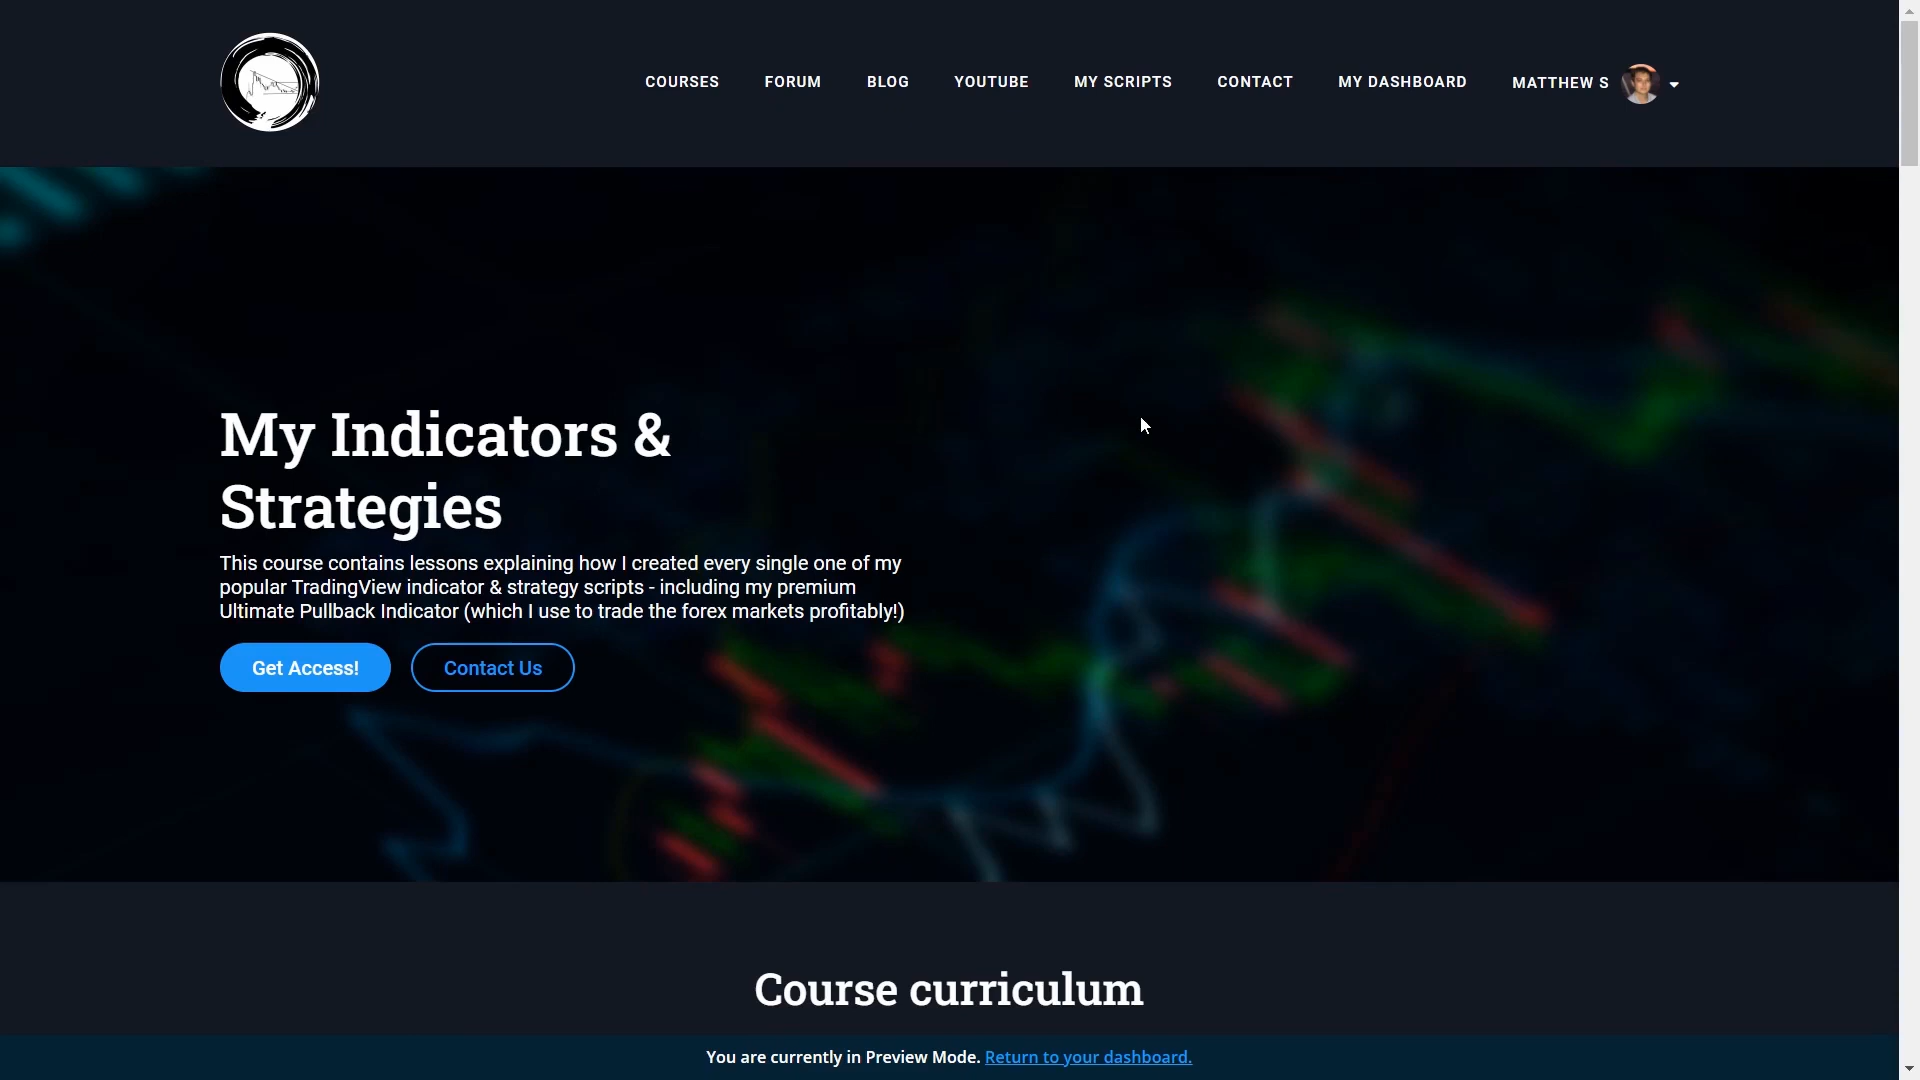 COURSES FORUM BLOG YOUTUBE MY SCRIPTS CONTACT MY DASHBOARD MATTHEW S
My Indicators &
Strategies
This course contains lessons explaining how I created every single one of my
popular TradingView indicator & strategy scripts - including my premium
Ultimate Pullback Indicator (which I use to trade the forex markets profitably!)
Get Access! Contact Us
Course curriculum
You are currently in Preview Mode. Return to your dashboard.